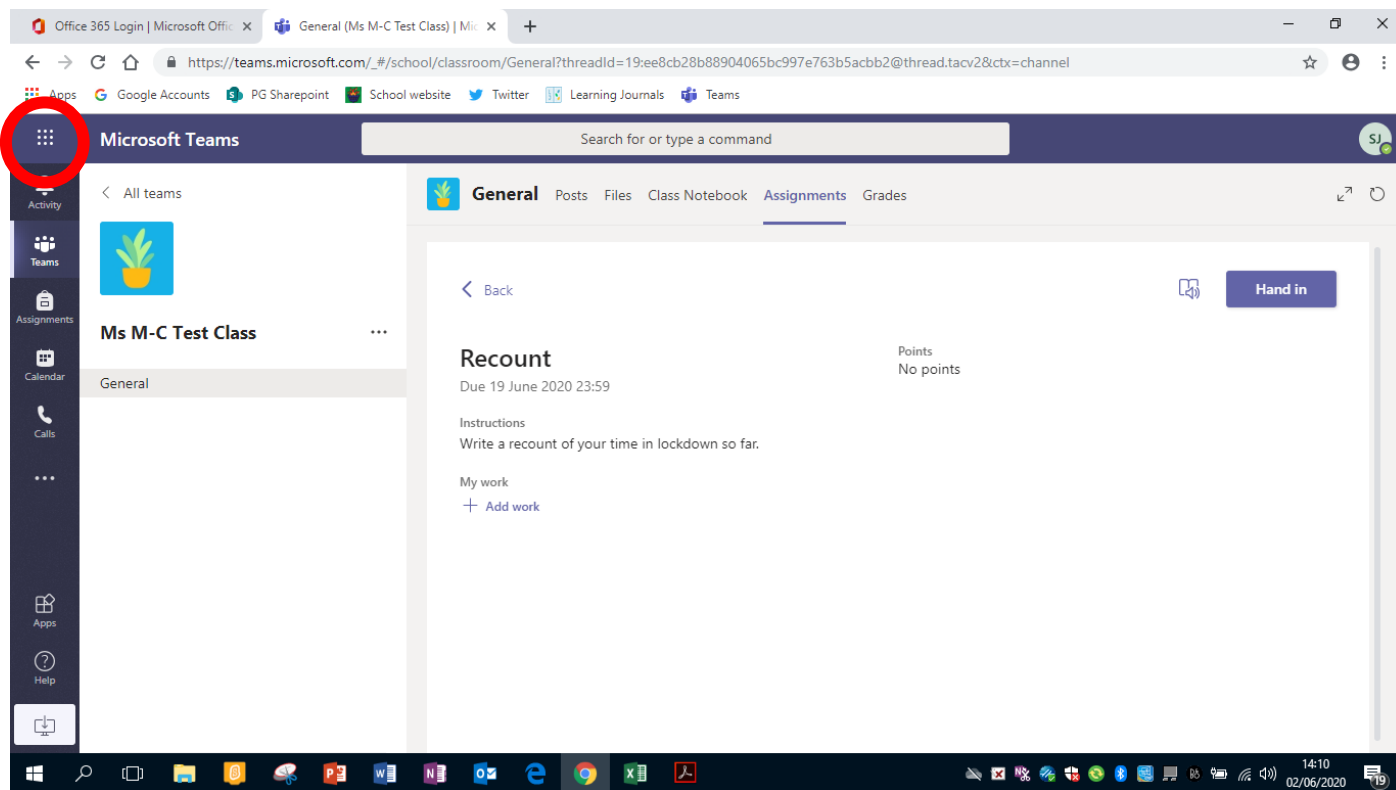 Office 365 Login | Microsoft Offic
General (Ms M-C Test Class) | Mic
https://teams.microsoft.com/_#/school/classroom/General?threadId=19:ee8cb28b88904065bc997e763b5acbb2@thread.tacv2&ctx=channel
Apps
Google Accounts
PG Sharepoint
School website
Twitter
Learning Journals
Teams
Microsoft Teams
Search for or type a command
SJ
Activity
Teams
Assignments
Calendar
Calls
Apps
Help
All teams
Ms M-C Test Class
General
General Posts Files Class Notebook Assignments Grades
Back
Hand in
Recount
Due 19 June 2020 23:59
Points
No points
Instructions
Write a recount of your time in lockdown so far.
My work
+ Add work
14:10
02/06/2020
19